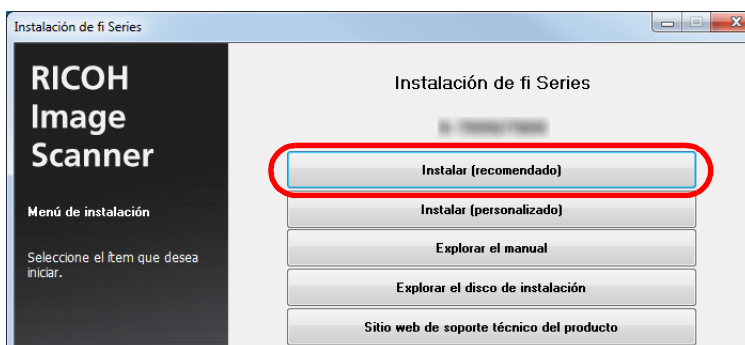 Instalación de fi Series
RICOH
Image
Scanner
Menú de instalación
Seleccione el ítem que desea
iniciar.
Instalación de fi Series
Instalar (recomendado)
Instalar (personalizado)
Explorar el manual
Explorar el disco de instalación
Sitio web de soporte técnico del producto